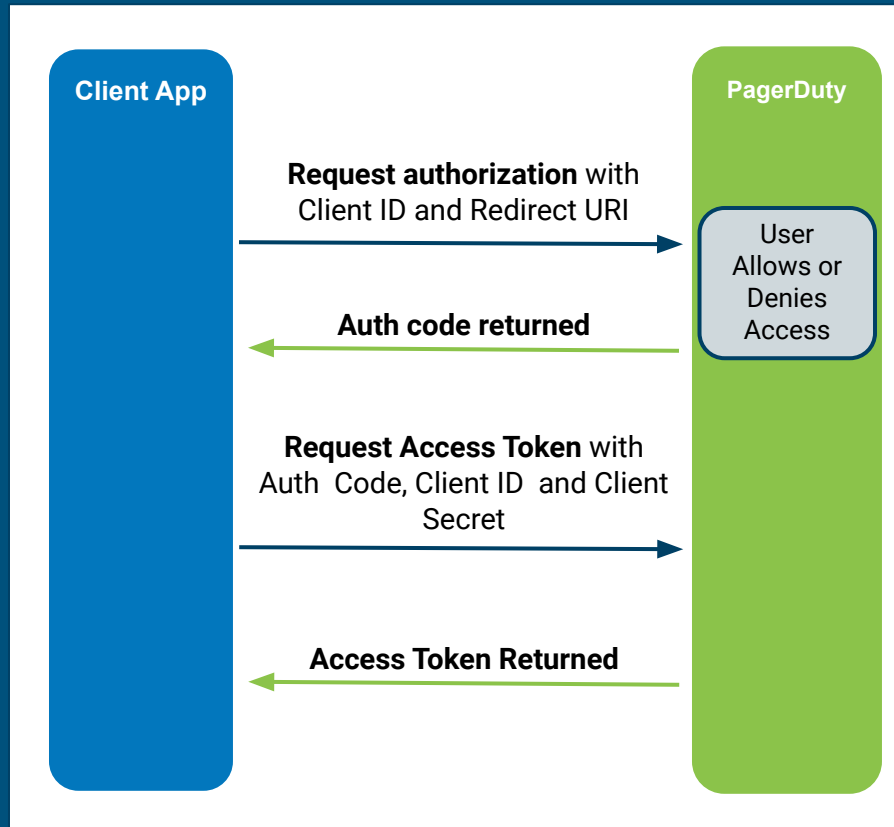 Client App
PagerDuty
Request authorization with
Client ID and Redirect URI
User
Allows or
Denies
Access
Auth code returned
Request Access Token with
Auth  Code, Client ID  and Client
Secret
Access Token Returned